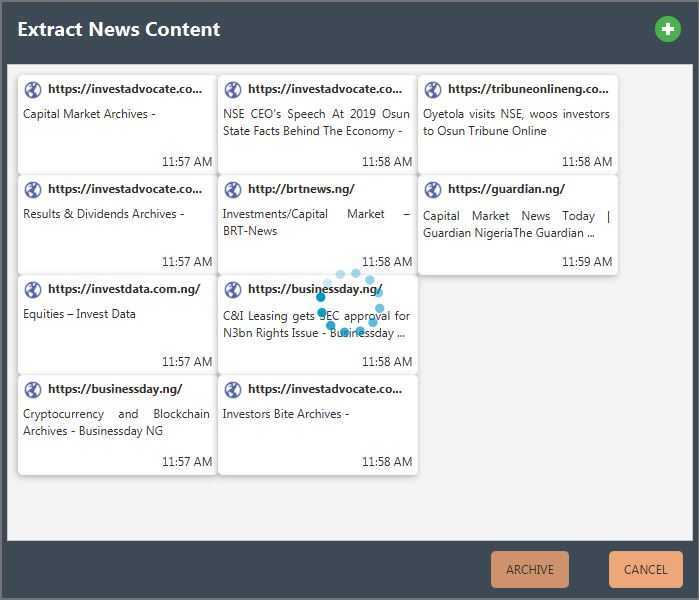 Extract News Content
https://investadvocate.co...
Capital Market Archives -
11:57 AM
https://investadvocate.co...
NSE CEO's Speech At 2019 Osun
State Facts Behind The Economy -
11:58 AM
https://tribuneonlineng.co...
Oyetola visits NSE, woos investors
to Osun Tribune Online
11:58 AM
https://investadvocate.co...
Results & Dividends Archives -
11:57 AM
http://brtnews.ng/
Investments/Capital Market –
BRT-News
11:58 AM
https://guardian.ng/
Capital Market News Today |
Guardian NigeriaThe Guardian ...
11:59 AM
https://investdata.com.ng/
Equities – Invest Data
11:57 AM
https://businessday.ng/
C&I Leasing gets SEC approval for
N3bn Rights Issue - Businessday ...
11:58 AM
https://businessday.ng/
Cryptocurrency and Blockchain
Archives - Businessday NG
11:57 AM
https://investadvocate.co...
Investors Bite Archives -
11:58 AM
ARCHIVE
CANCEL